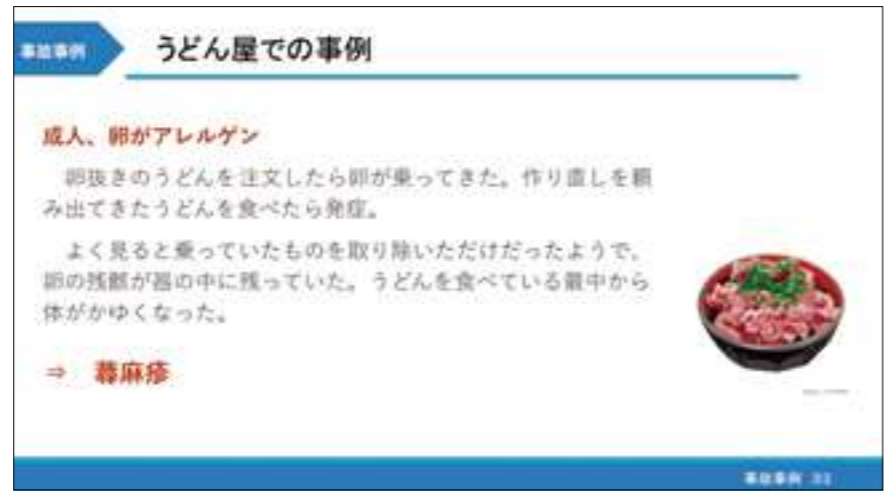 事故事例
うどん屋での事例
成人、卵がアレルゲン
卵抜きのうどんを注文したら卵が乗ってきた。作り直しを頼
み出てきたうどんを食べたら発症。
よく見ると乗っていたものを取り除いただけだったようで、
卵の残骸が器の中に残っていた。うどんを食べている最中から
体がかゆくなった。
⇒ 蕁麻疹
事故事例